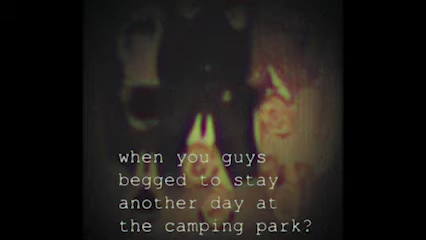 when you guys
begged to stay
another day at
the camping park?